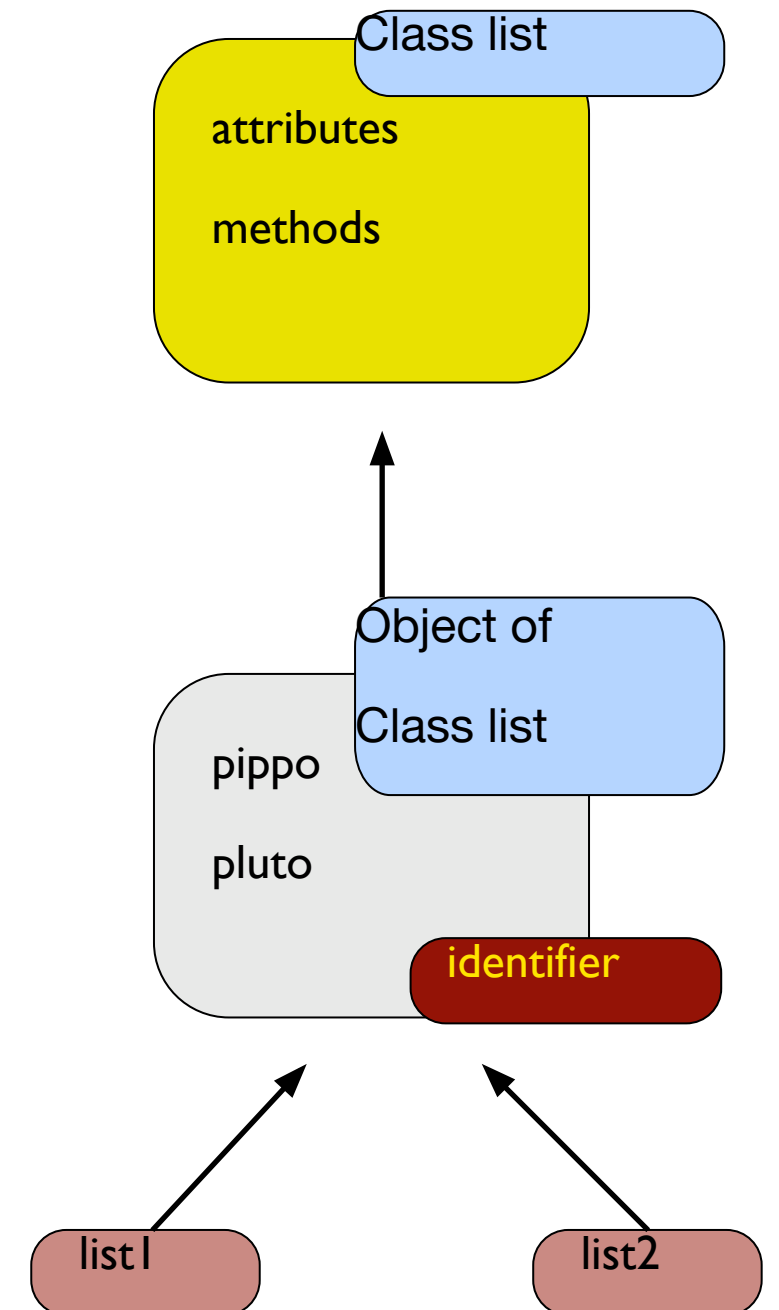 Class list
attributes
methods
Object of
Class list
pippo
pluto
identifier
list1
list2